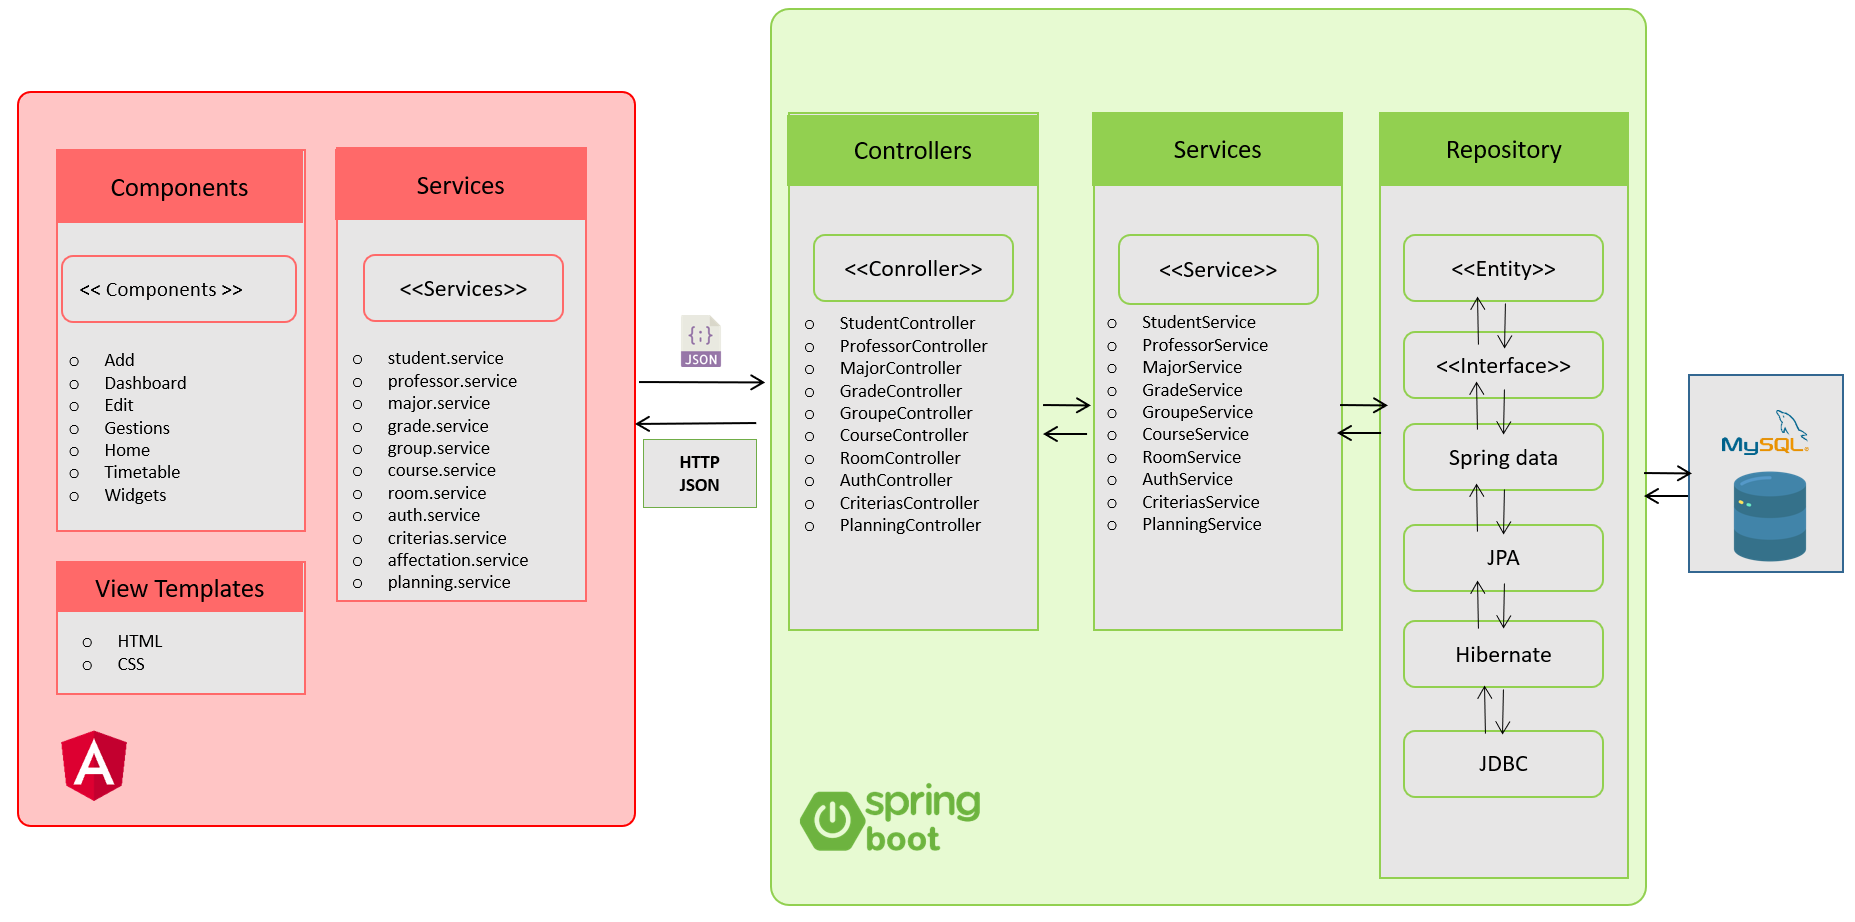 Components
<< Components >>
Add
Dashboard
Edit
Gestions
Home
Timetable
Widgets
View Templates
HTML
CSS
A
Services
<<Services>>
student.service
professor.service
major.service
grade.service
group.service
course.service
room.service
auth.service
criterias.service
affectation.service
planning.service
{;}
JSON
HTTP
JSON
Controllers
<<Conroller>>
StudentController
ProfessorController
MajorController
GradeController
GroupeController
CourseController
RoomController
AuthController
CriteriasController
PlanningController
spring
boot
Services
<<Service>>
StudentService
ProfessorService
MajorService
GradeService
GroupeService
CourseService
RoomService
AuthService
CriteriasService
PlanningService
Repository
<<Entity>>
<<Interface>>
Spring data
JPA
Hibernate
JDBC
MySQL